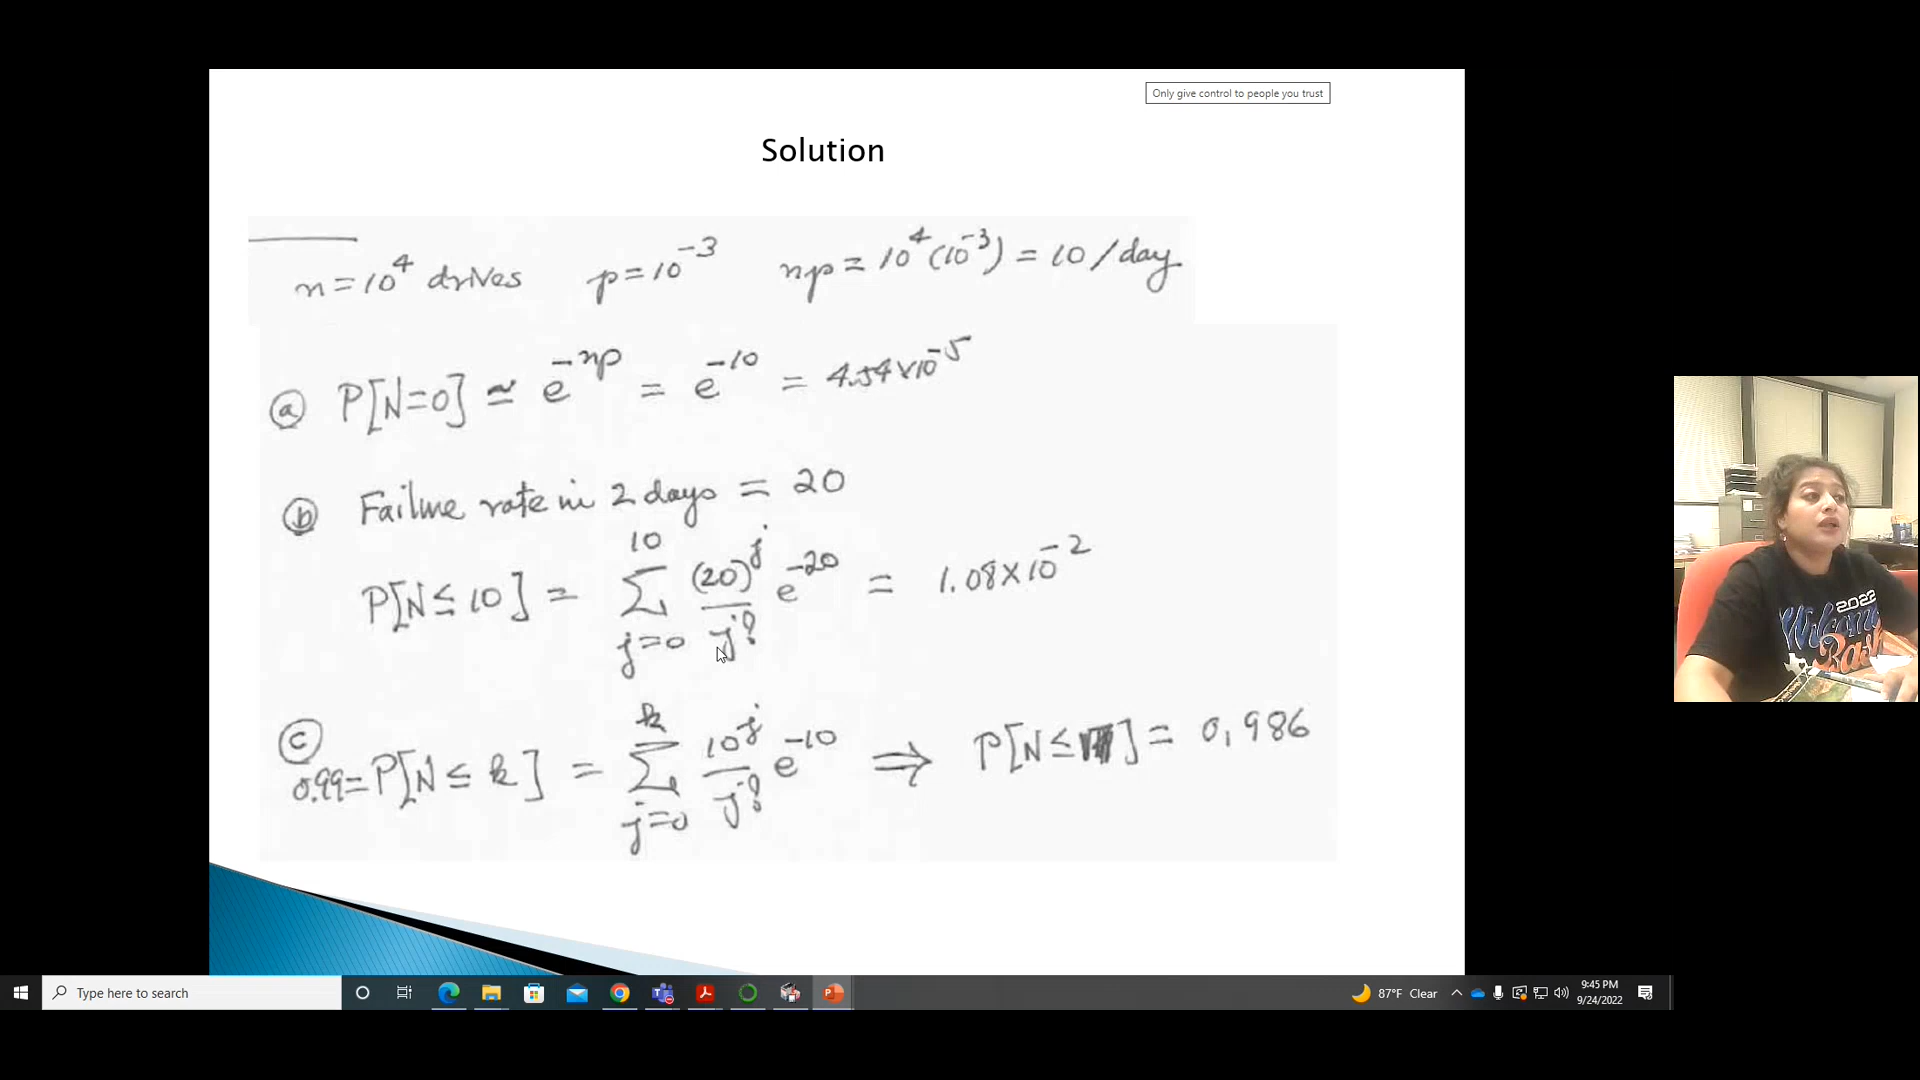 Only give control to people you trust
Solution
n = 10^4 drives p = 10^-3 np = 10^4 (10^-3) = 10 / day
(a) P[N=0] ≃ e^-np = e^-10 = 4.54×10^-5
(b) Failure rate in 2 days = 20
P[N ≤ 10] = ∑_{j=0}^{10} (20)^j / j! e^-20 = 1.08×10^-2
(c) 0.99 = P[N ≤ k] = ∑_{j=0}^{k} 10^j / j! e^-10 ⇒ P[N ≤ ] = 0.986
2022
Welcome
Bash
Type here to search
87°F Clear
9:45 PM
9/24/2022